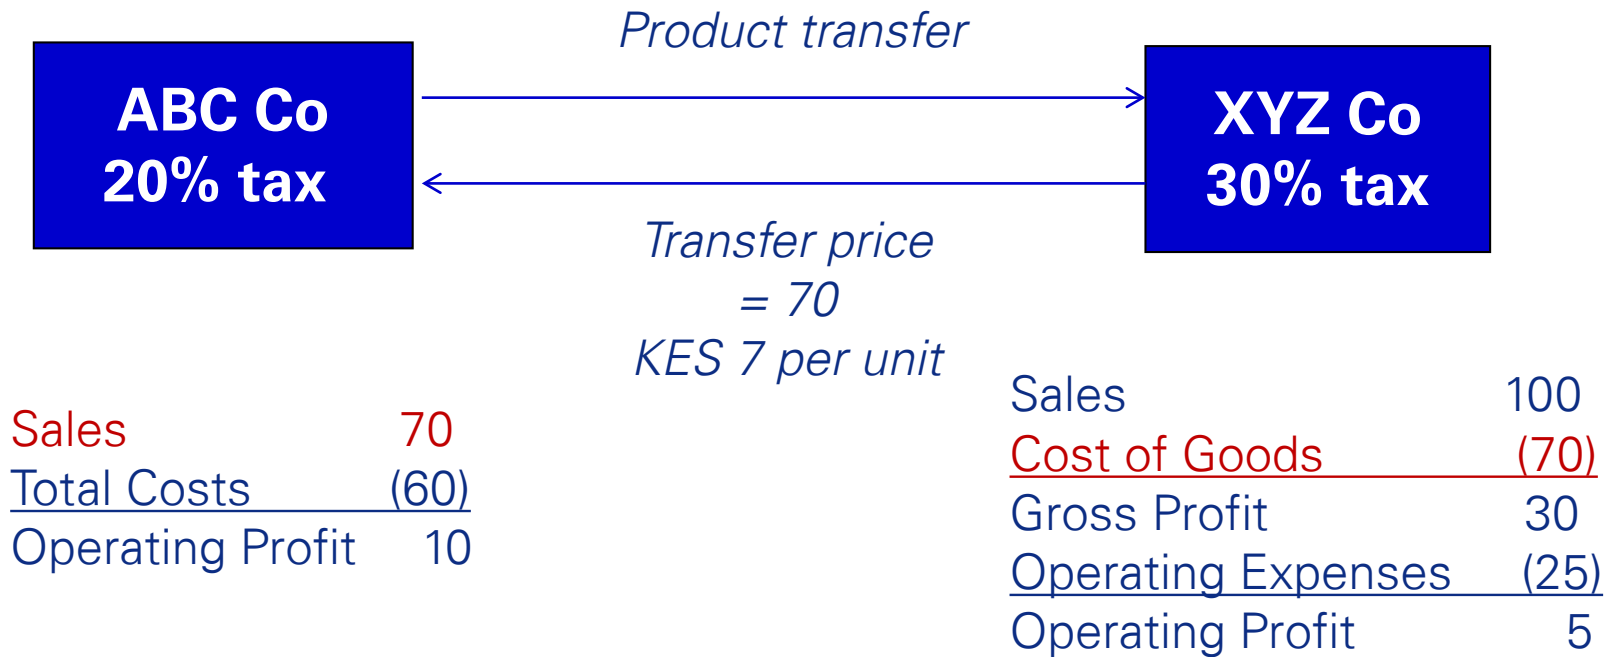 Product transfer
ABC Co
20% tax
XYZ Co
30% tax
Transfer price
= 70
KES 7 per unit
Sales 70
Total Costs (60)
Operating Profit 10
Sales 100
Cost of Goods (70)
Gross Profit 30
Operating Expenses (25)
Operating Profit 5